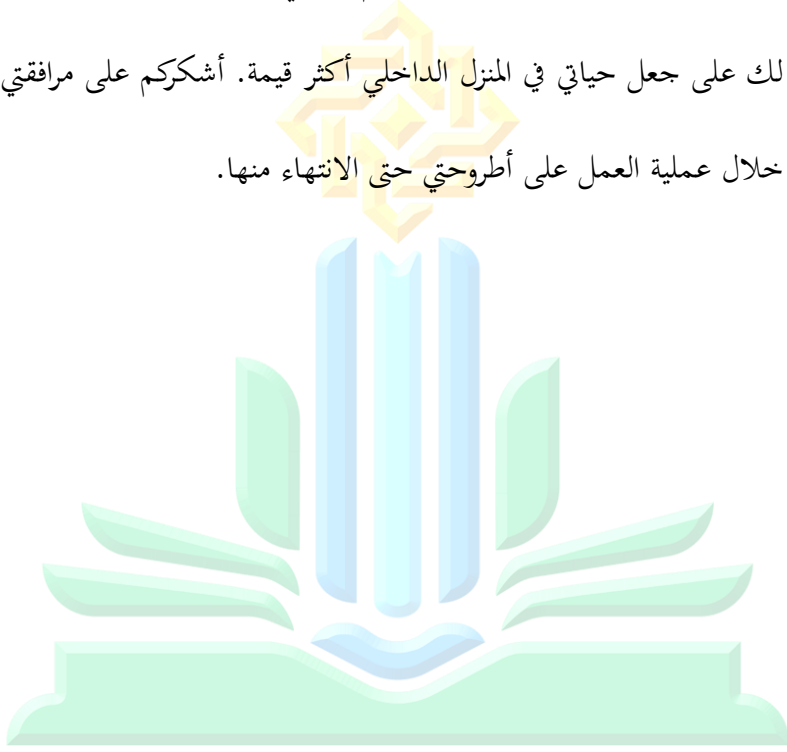 لك على جعل حياتي في المنزل الداخلي أكثر قيمة. أشكركم على مرافقتي
خلال عملية العمل على أطروحتي حتى الانتهاء منها.